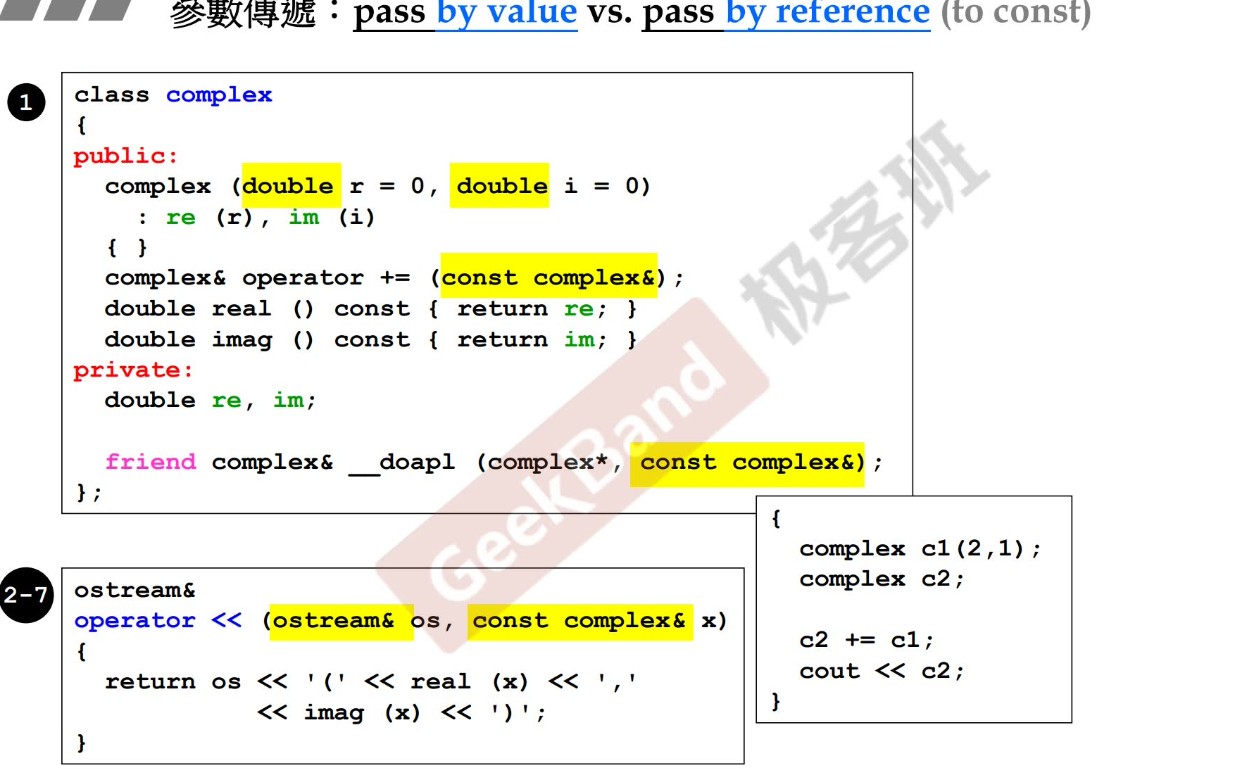 參數傳遞：pass by value vs. pass by reference (to const)
1
class complex
{
public:
  complex (double r = 0, double i = 0)
    : re (r), im (i)
  { }
  complex& operator += (const complex&);
  double real () const { return re; }
  double imag () const { return im; }
private:
  double re, im;
  friend complex& __doapl (complex*, const complex&);
};
{
  complex c1(2,1);
  complex c2;
  c2 += c1;
  cout << c2;
}
2-7
ostream&
operator << (ostream& os, const complex& x)
{
  return os << '(' << real (x) << ','
            << imag (x) << ')';
}
GeekBand 极客班